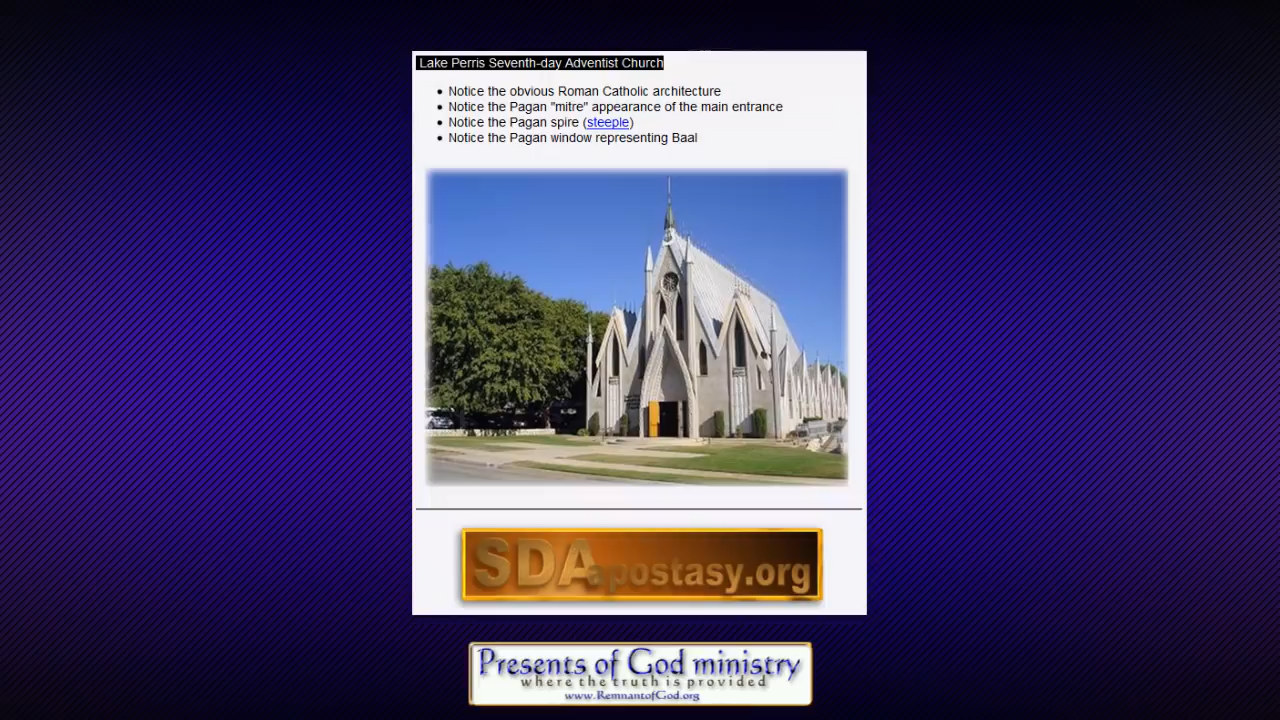 Lake Perris Seventh-day Adventist Church
• Notice the obvious Roman Catholic architecture
• Notice the Pagan "mitre" appearance of the main entrance
• Notice the Pagan spire (steeple)
• Notice the Pagan window representing Baal
SDAapostasy.org
Presents of God ministry
where the truth is provided
www.RemnantofGod.org